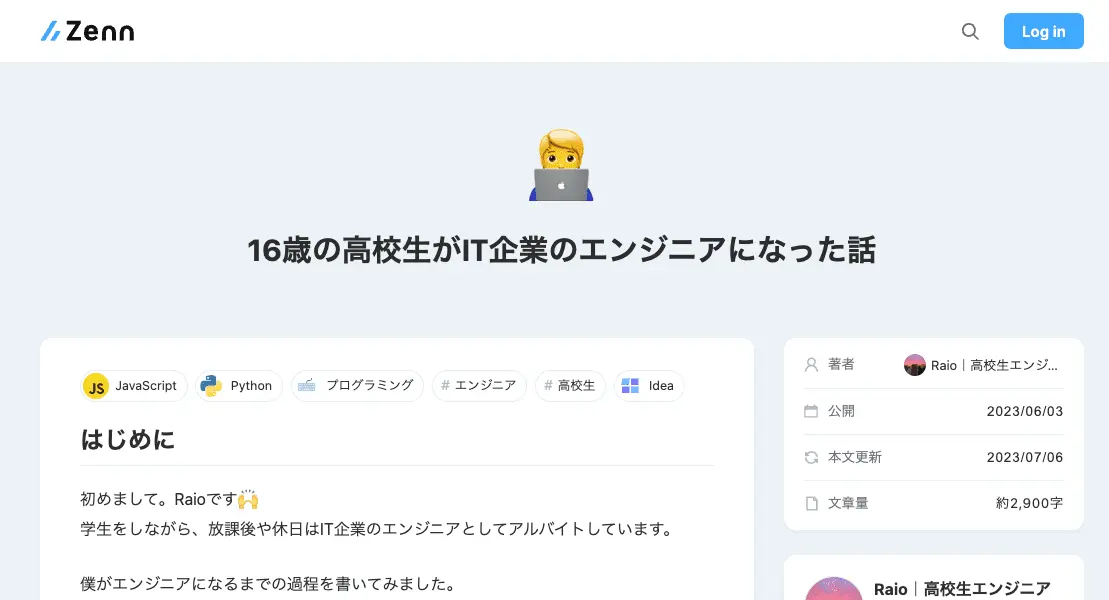 Zenn
Log in
16歳の高校生がIT企業のエンジニアになった話
JS JavaScript
Python
プログラミング
# エンジニア
# 高校生
Idea
はじめに
初めまして。Raioです🙌
学生をしながら、放課後や休日はIT企業のエンジニアとしてアルバイトしています。
僕がエンジニアになるまでの過程を書いてみました。
著者 Raio｜高校生エンジ...
公開 2023/06/03
本文更新 2023/07/06
文章量 約2,900字
Raio｜高校生エンジニア